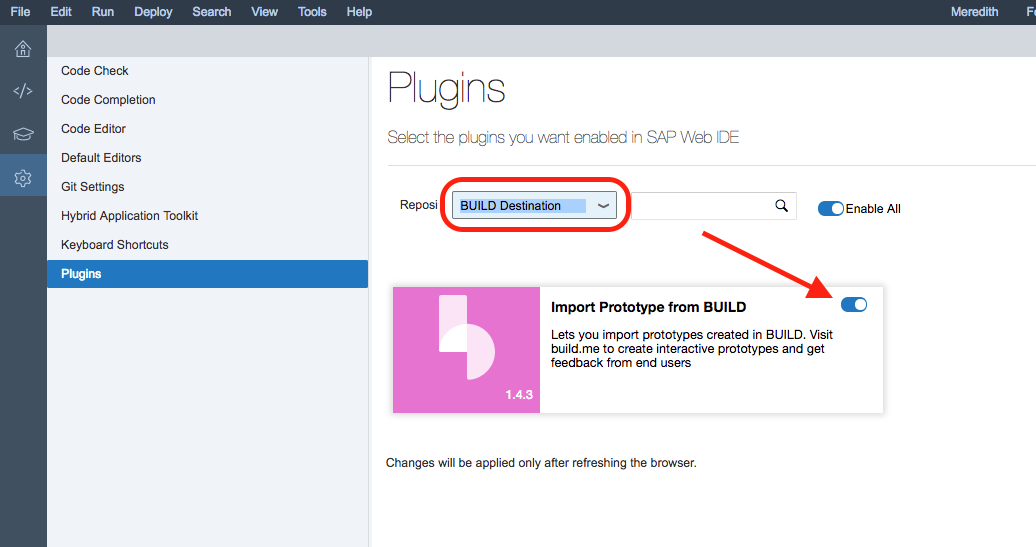 File Edit Run Deploy Search View Tools Help Meredith
Code Check
Code Completion
Code Editor
Default Editors
Git Settings
Hybrid Application Toolkit
Keyboard Shortcuts
Plugins
Plugins
Select the plugins you want enabled in SAP Web IDE
Reposi BUILD Destination Enable All
Import Prototype from BUILD
Lets you import prototypes created in BUILD. Visit
build.me to create interactive prototypes and get
feedback from end users
1.4.3
Changes will be applied only after refreshing the browser.